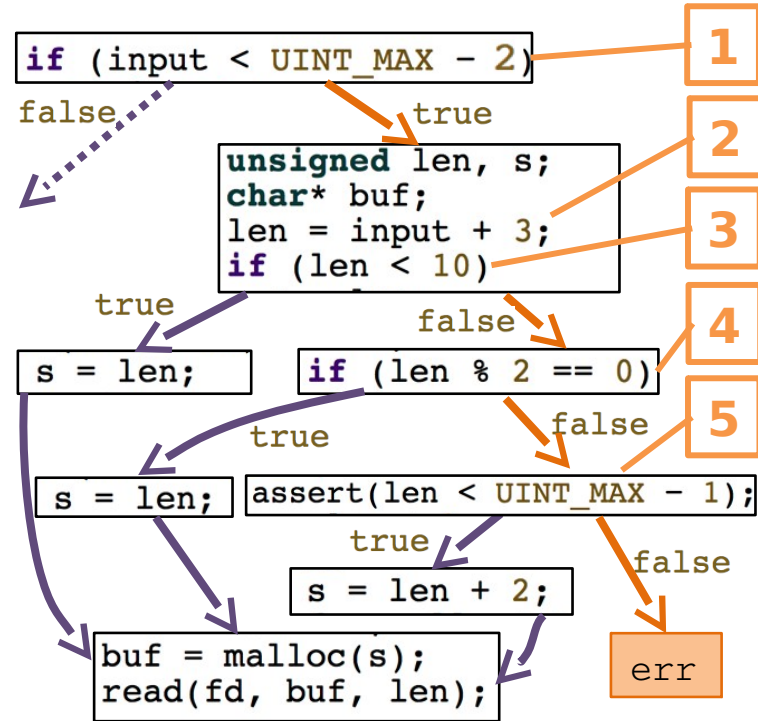 if (input < UINT_MAX - 2)
1
false
true
unsigned len, s;
char* buf;
len = input + 3;
if (len < 10)
2
3
true
false
4
s = len;
if (len % 2 == 0)
5
true
false
s = len;
assert(len < UINT_MAX - 1);
true
false
s = len + 2;
buf = malloc(s);
read(fd, buf, len);
err